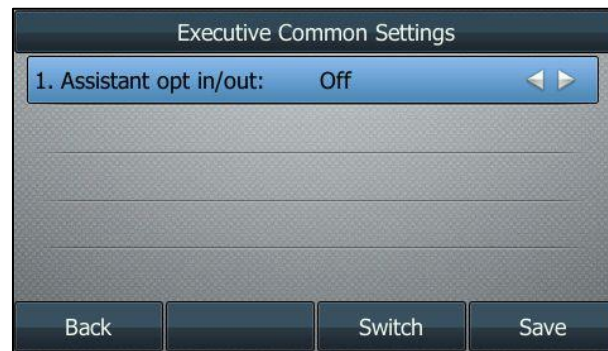 Executive Common Settings
1. Assistant opt in/out: Off
Back Switch Save